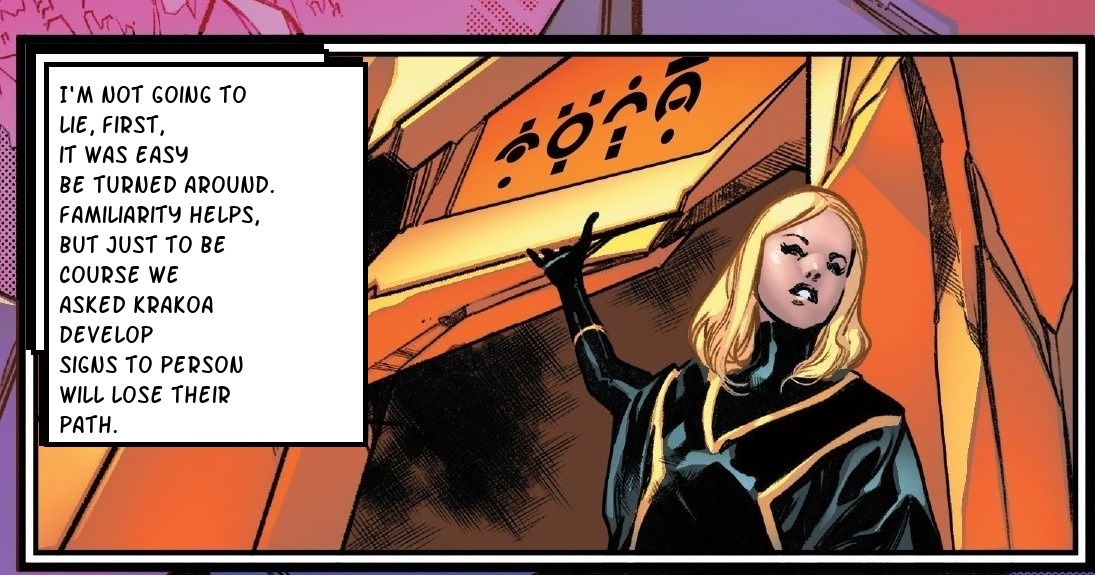 I'M NOT GOING TO
LIE, FIRST,
IT WAS EASY
BE TURNED AROUND.
FAMILIARITY HELPS,
BUT JUST TO BE
COURSE WE
ASKED KRAKOA
DEVELOP
SIGNS TO PERSON
WILL LOSE THEIR
PATH.